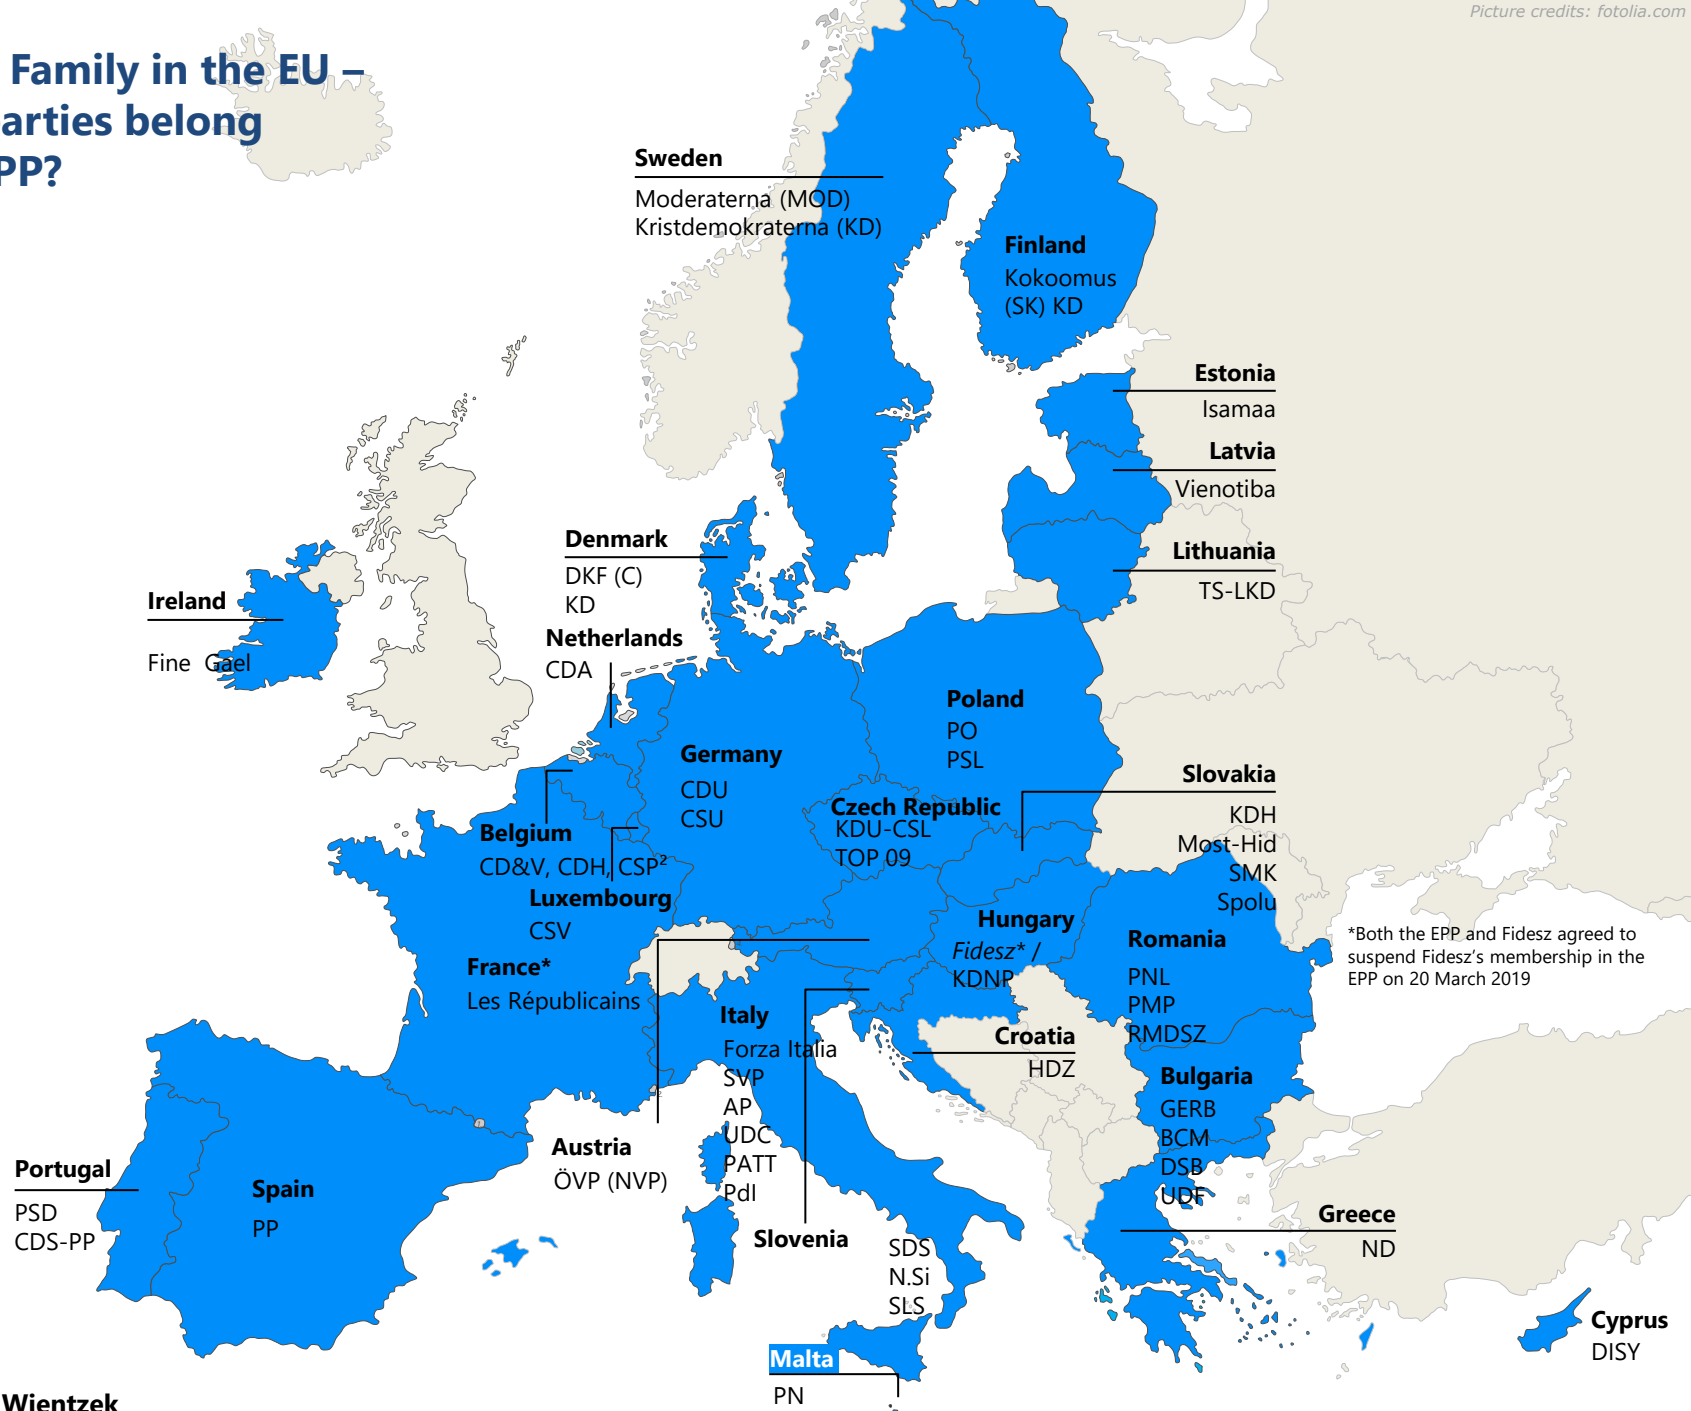 Picture credits: fotolia.com
Family in the EU –
arties belong
PP?
Sweden
Moderaterna (MOD)
Kristdemokraterna (KD)
Finland
Kokoomus
(SK) KD
Estonia
Isamaa
Latvia
Vienotiba
Lithuania
TS-LKD
Denmark
DKF (C)
KD
Ireland
Fine Gael
Netherlands
CDA
Poland
PO
PSL
Germany
CDU
CSU
Slovakia
KDH
Most-Hid
SMK
Spolu
Czech Republic
KDU-CSL
TOP 09
Belgium
CD&V, CDH, CSP²
Luxembourg
CSV
Hungary
Fidesz* /
KDNP
Romania
PNL
PMP
RMDSZ
*Both the EPP and Fidesz agreed to
suspend Fidesz’s membership in the
EPP on 20 March 2019
France*
Les Républicains
Italy
Forza Italia
SVP
AP
UDC
PATT
PdI
Croatia
HDZ
Bulgaria
GERB
BCM
DSB
UDF
Austria
ÖVP (NVP)
Portugal
PSD
CDS-PP
Spain
PP
Slovenia
SDS
N.Si
SLS
Greece
ND
Cyprus
DISY
Malta
PN
Wientzek